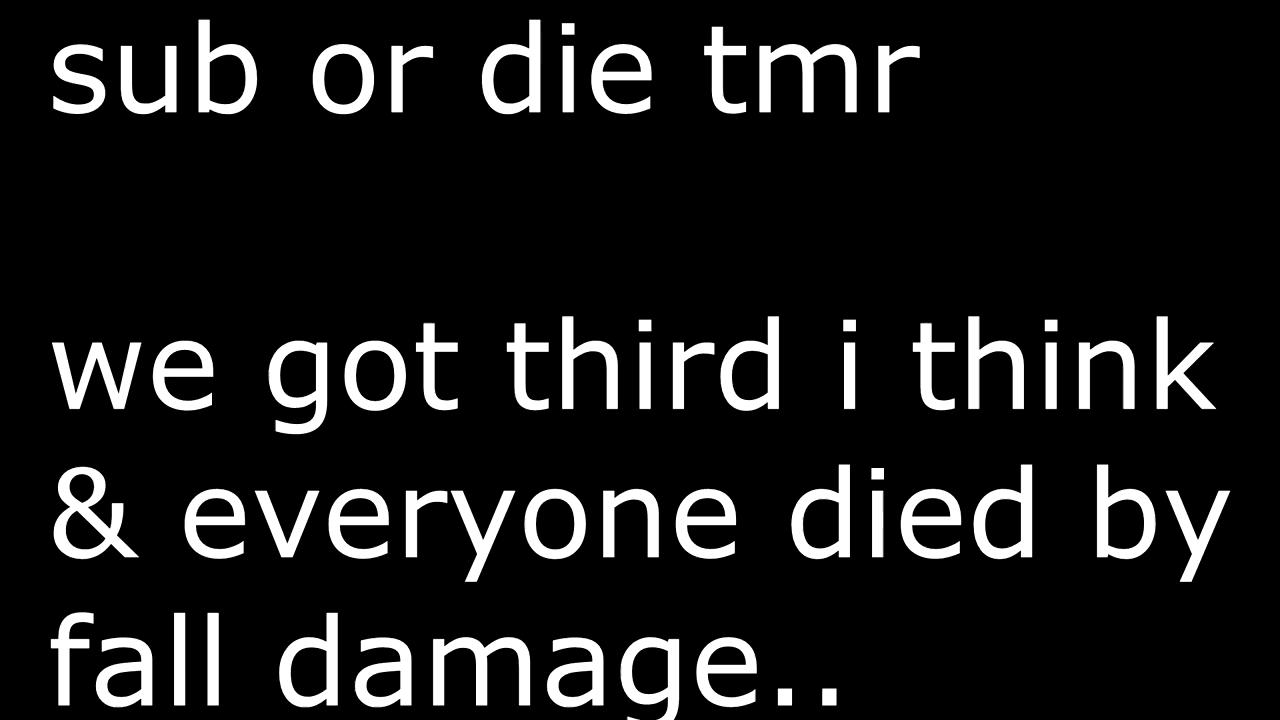 sub or die tmr
we got third i think
& everyone died by
fall damage..